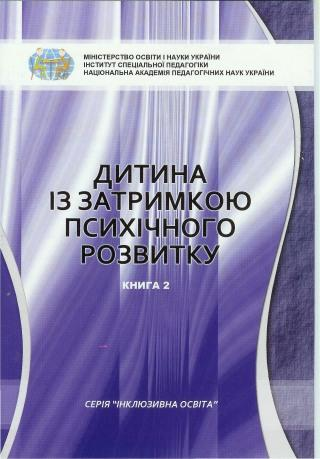 МІНІСТЕРСТВО ОСВІТИ І НАУКИ УКРАЇНИ
ІНСТИТУТ СПЕЦІАЛЬНОЇ ПЕДАГОГІКИ
НАЦІОНАЛЬНА АКАДЕМІЯ ПЕДАГОГІЧНИХ НАУК УКРАЇНИ
ДИТИНА
ІЗ ЗАТРИМКОЮ
ПСИХІЧНОГО
РОЗВИТКУ
КНИГА 2
СЕРІЯ "ІНКЛЮЗИВНА ОСВІТА"